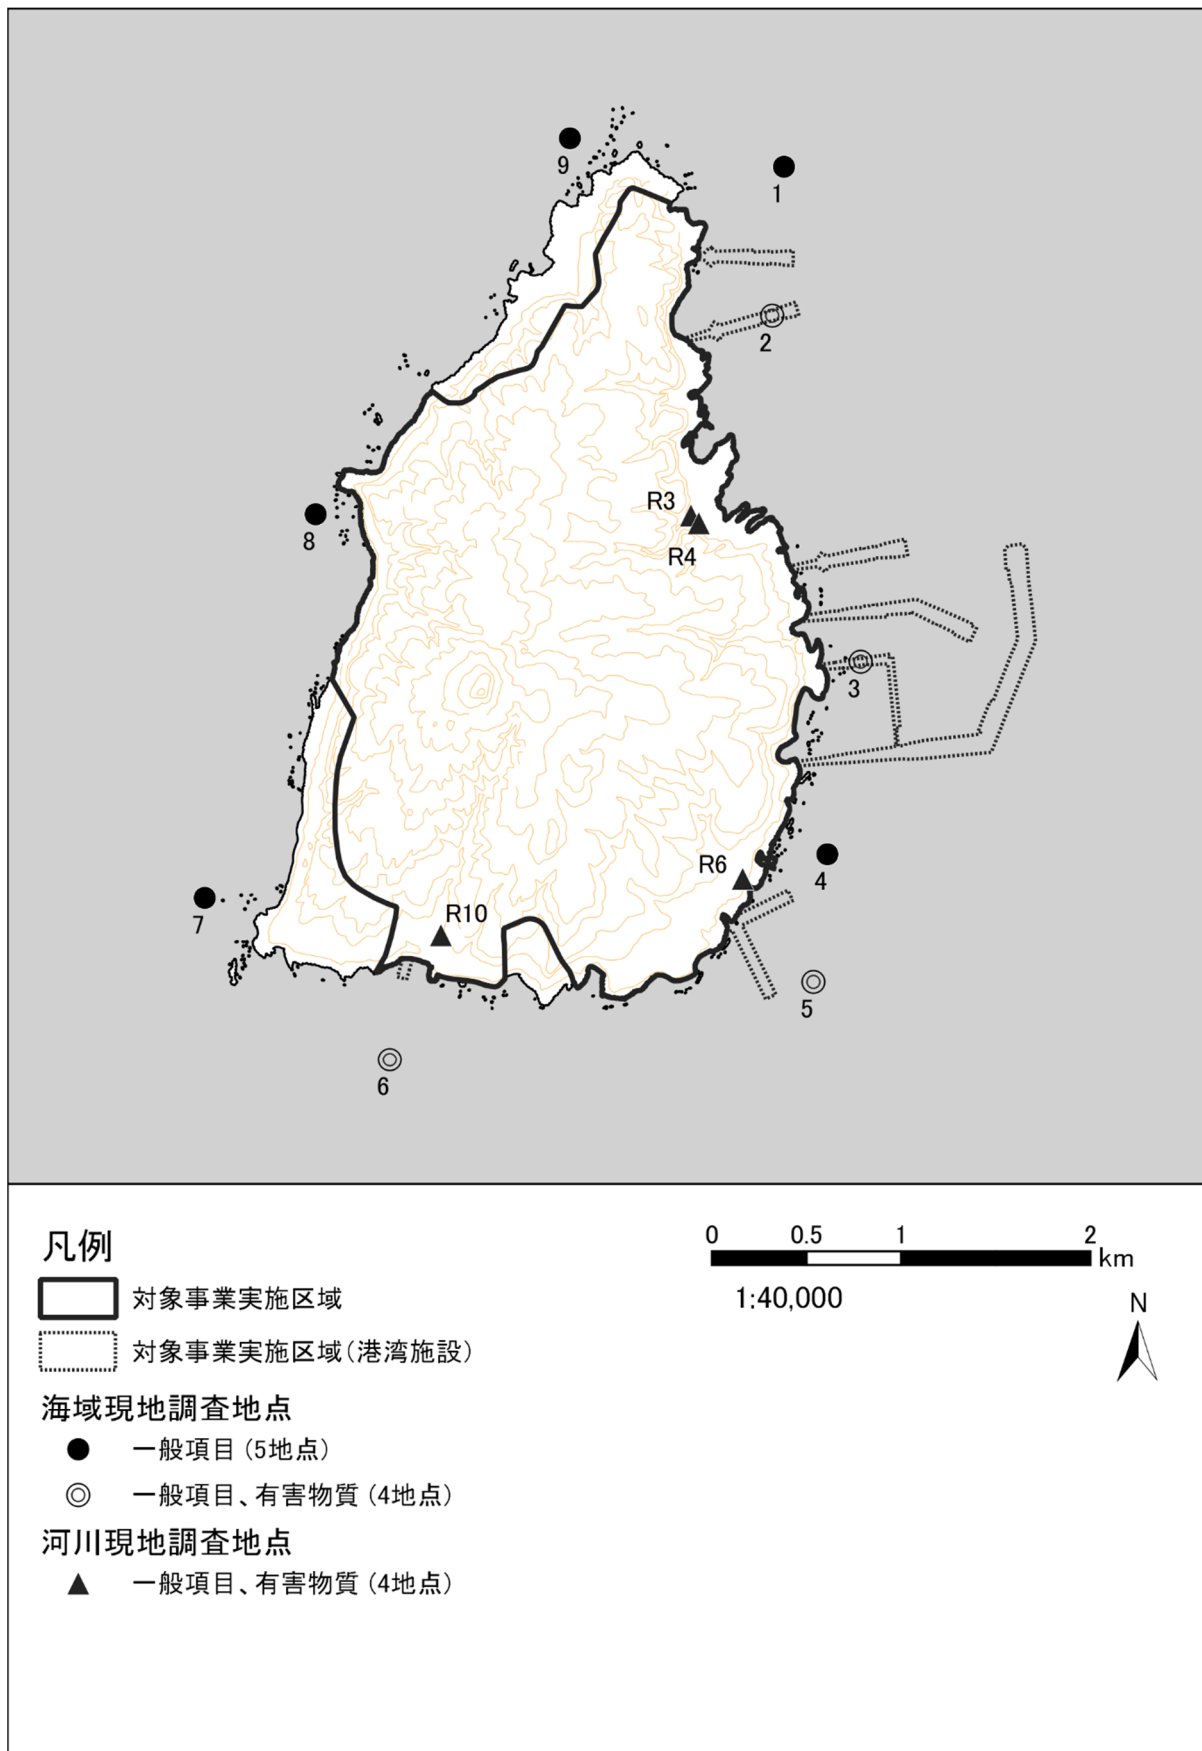 9
1
2
R3
R4
8
3
R6
4
7
R10
5
6
凡例
対象事業実施区域
対象事業実施区域(港湾施設)
海域現地調査地点
一般項目(5地点)
一般項目、有害物質(4地点)
河川現地調査地点
一般項目、有害物質(4地点)
0 0.5 1 2
km
1:40,000
N